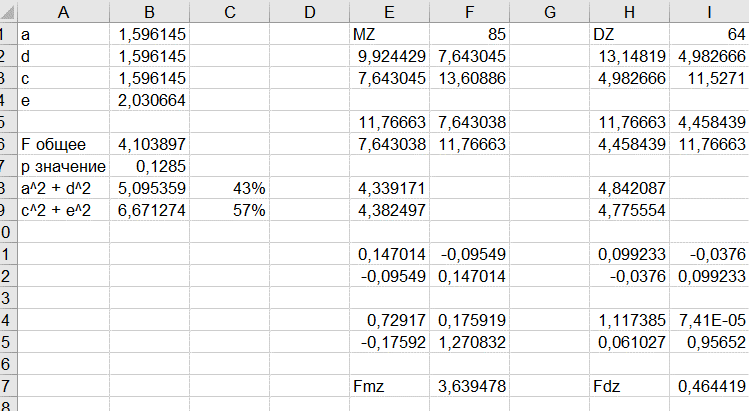 A B C D E F G H I
1 a 1,596145 MZ 85 DZ 64
2 d 1,596145 9,924429 7,643045 13,14819 4,982666
3 c 1,596145 7,643045 13,60886 4,982666 11,5271
4 e 2,030664
5 11,76663 7,643038 11,76663 4,458439
6 F общее 4,103897 7,643038 11,76663 4,458439 11,76663
7 p значение 0,1285
8 a^2 + d^2 5,095359 43% 4,339171 4,842087
9 c^2 + e^2 6,671274 57% 4,382497 4,775554
0
1 0,147014 -0,09549 0,099233 -0,0376
2 -0,09549 0,147014 -0,0376 0,099233
3
4 0,72917 0,175919 1,117385 7,41E-05
5 -0,17592 1,270832 0,061027 0,95652
6
7 Fmz 3,639478 Fdz 0,464419
8